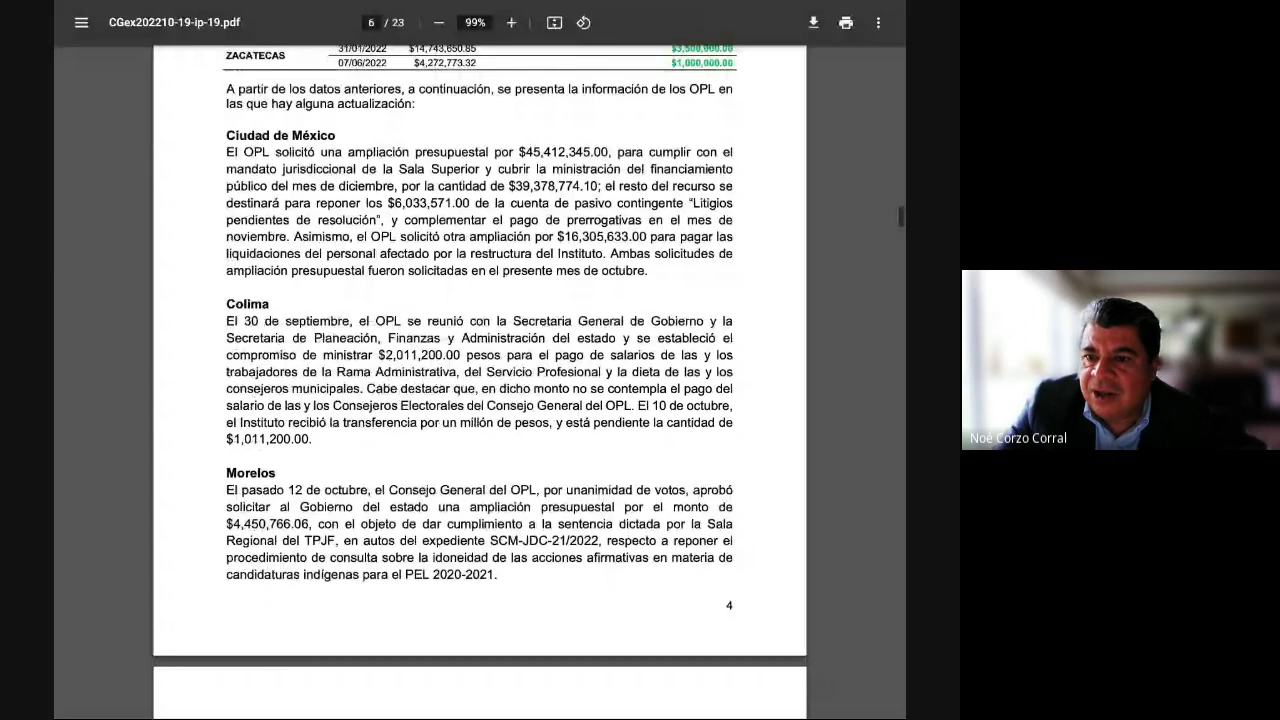 CGex202210-19-ip-19.pdf
6 / 23
99%
ZACATECAS
31/01/2022 $14,743,650.85 $3,500,900.00
07/06/2022 $4,272,773.32 $1,000,000.00
A partir de los datos anteriores, a continuación, se presenta la información de los OPL en
las que hay alguna actualización:
Ciudad de México
El OPL solicitó una ampliación presupuestal por $45,412,345.00, para cumplir con el
mandato jurisdiccional de la Sala Superior y cubrir la ministración del financiamiento
público del mes de diciembre, por la cantidad de $39,378,774.10; el resto del recurso se
destinará para reponer los $6,033,571.00 de la cuenta de pasivo contingente “Litigios
pendientes de resolución”, y complementar el pago de prerrogativas en el mes de
noviembre. Asimismo, el OPL solicitó otra ampliación por $16,305,633.00 para pagar las
liquidaciones del personal afectado por la restructura del Instituto. Ambas solicitudes de
ampliación presupuestal fueron solicitadas en el presente mes de octubre.
Colima
El 30 de septiembre, el OPL se reunió con la Secretaria General de Gobierno y la
Secretaria de Planeación, Finanzas y Administración del estado y se estableció el
compromiso de ministrar $2,011,200.00 pesos para el pago de salarios de las y los
trabajadores de la Rama Administrativa, del Servicio Profesional y la dieta de las y los
consejeros municipales. Cabe destacar que, en dicho monto no se contempla el pago del
salario de las y los Consejeros Electorales del Consejo General del OPL. El 10 de octubre,
el Instituto recibió la transferencia por un millón de pesos, y está pendiente la cantidad de
$1,011,200.00.
Morelos
El pasado 12 de octubre, el Consejo General del OPL, por unanimidad de votos, aprobó
solicitar al Gobierno del estado una ampliación presupuestal por el monto de
$4,450,766.06, con el objeto de dar cumplimiento a la sentencia dictada por la Sala
Regional del TPJF, en autos del expediente SCM-JDC-21/2022, respecto a reponer el
procedimiento de consulta sobre la idoneidad de las acciones afirmativas en materia de
candidaturas indígenas para el PEL 2020-2021.
4
Noé Corzo Corral